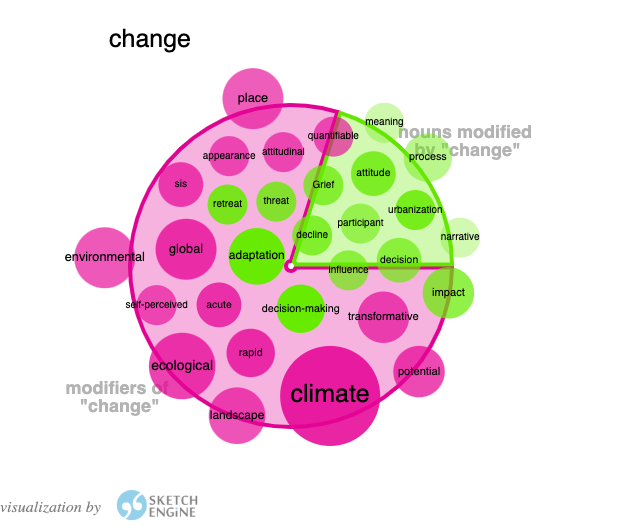 change
place
meaning
quantifiable
nouns modified
by "change"
process
appearance
attitudinal
attitude
sis
Grief
retreat
threat
urbanization
participant
decline
narrative
global
adaptation
environmental
decision
influence
impact
self-perceived
acute
decision-making
transformative
rapid
ecological
potential
modifiers of
"change"
climate
landscape
visualization by
SKETCH
ENGINE